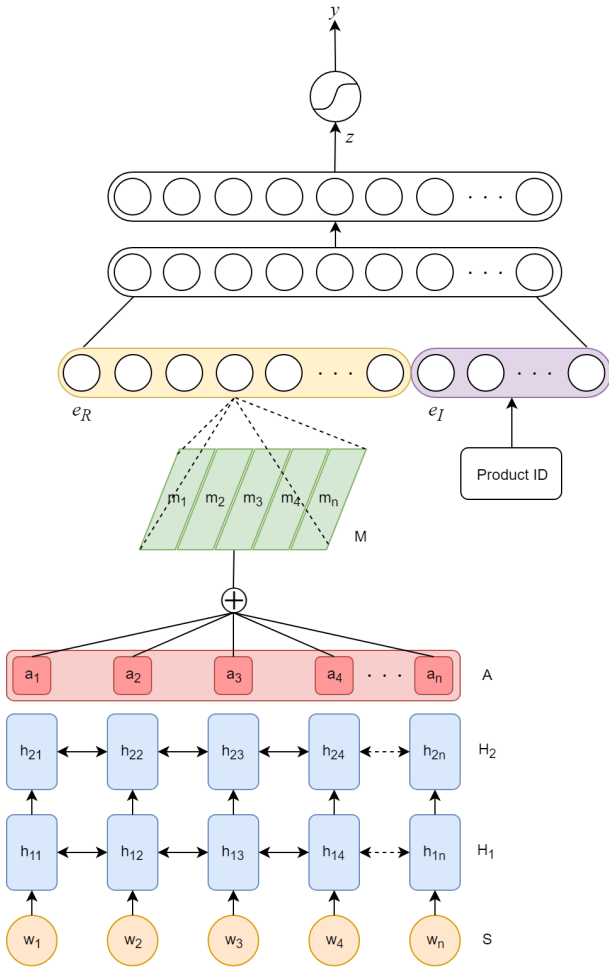 y
z
· · ·
· · ·
· · · · · ·
e_R e_I
Product ID
m₁ m₂ m₃ m₄ mₙ
M
+
a₁ a₂ a₃ a₄ · · · aₙ A
h₂₁ h₂₂ h₂₃ h₂₄ h₂ₙ H₂
h₁₁ h₁₂ h₁₃ h₁₄ h₁ₙ H₁
w₁ w₂ w₃ w₄ wₙ S